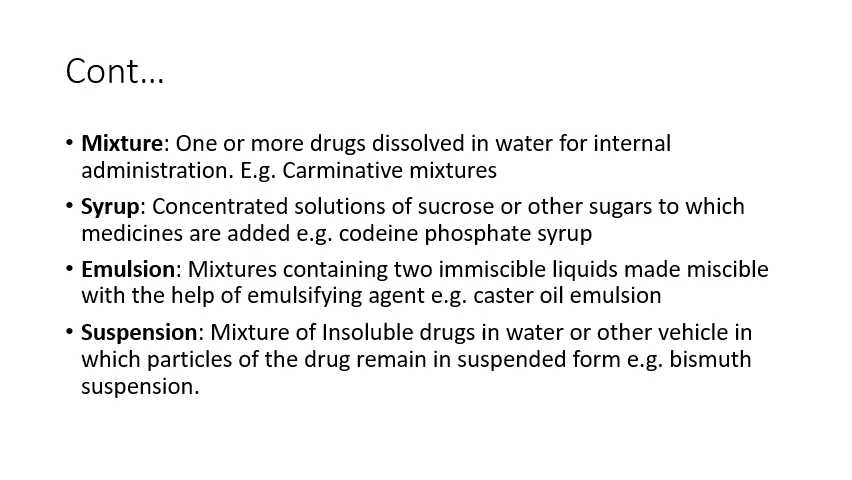 Cont...
• Mixture: One or more drugs dissolved in water for internal
administration. E.g. Carminative mixtures
• Syrup: Concentrated solutions of sucrose or other sugars to which
medicines are added e.g. codeine phosphate syrup
• Emulsion: Mixtures containing two immiscible liquids made miscible
with the help of emulsifying agent e.g. caster oil emulsion
• Suspension: Mixture of Insoluble drugs in water or other vehicle in
which particles of the drug remain in suspended form e.g. bismuth
suspension.